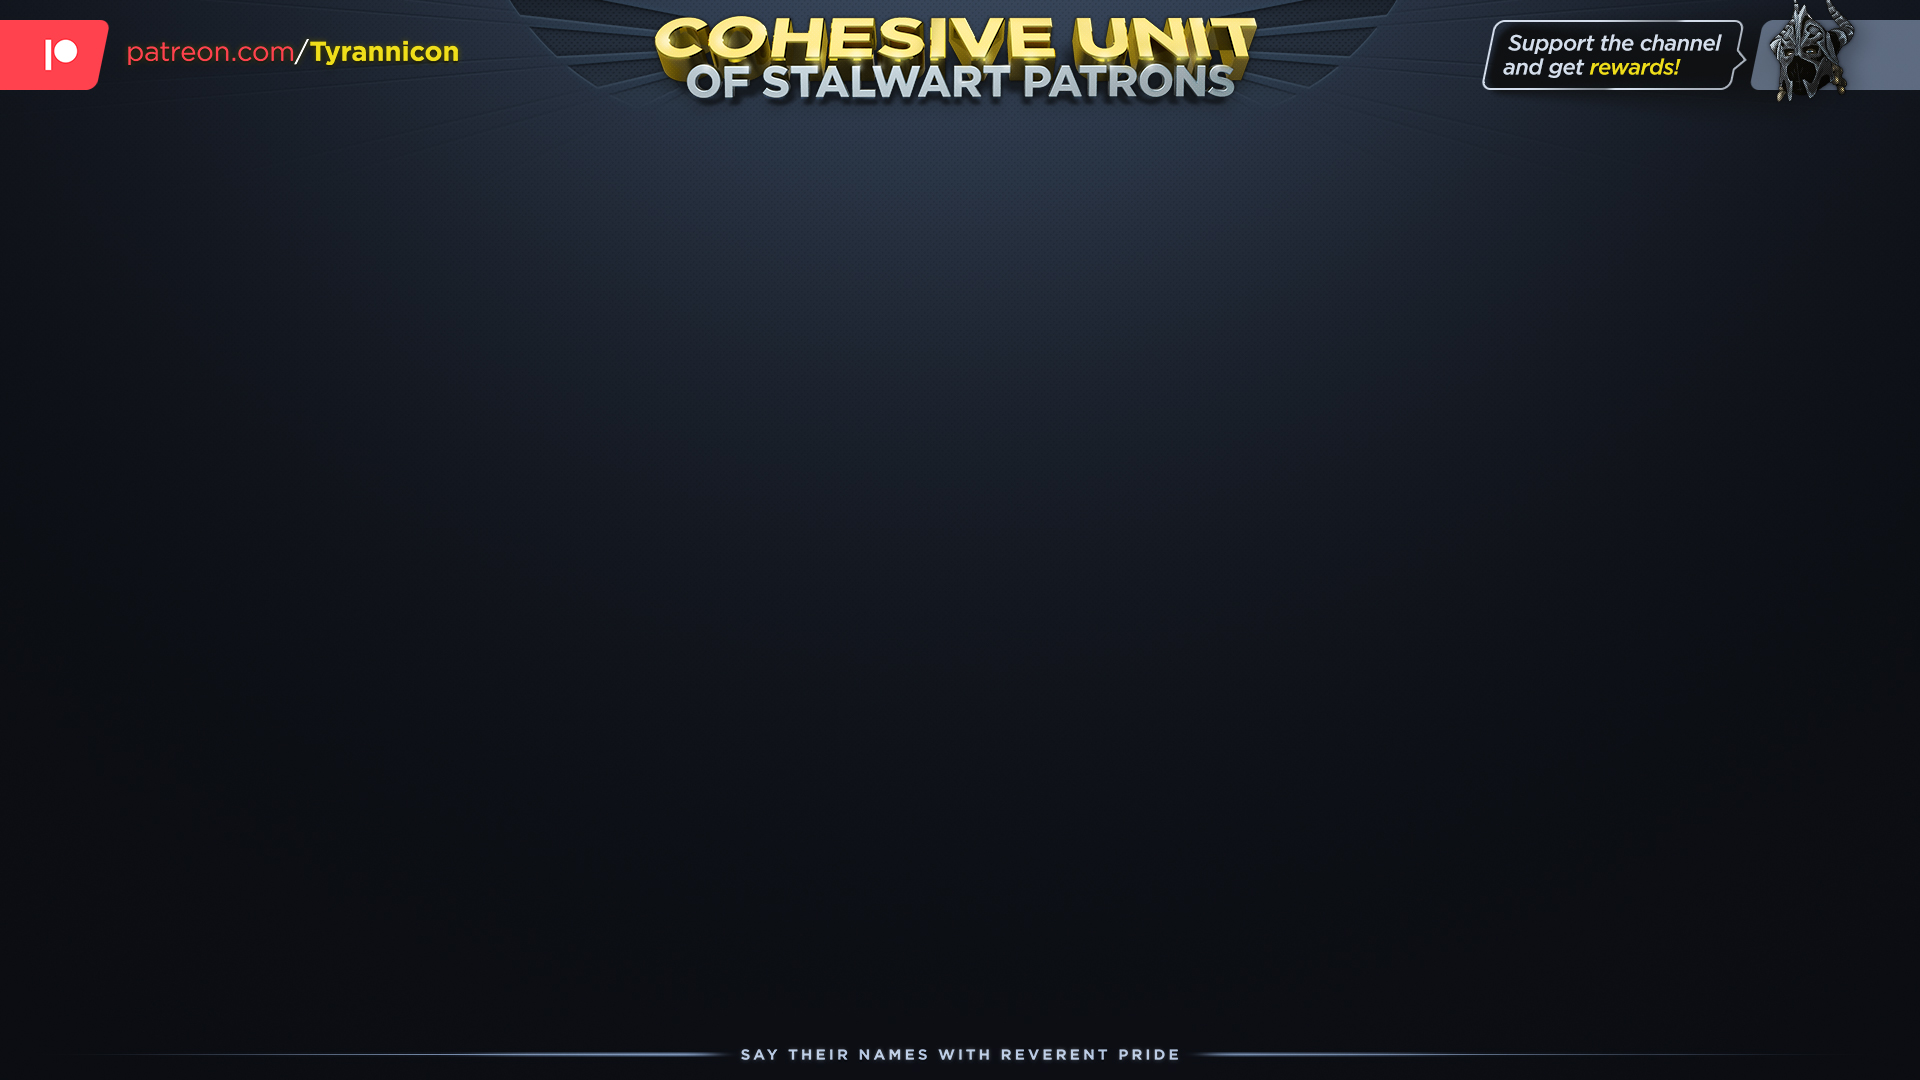 patreon.com/Tyrannicon
COHESIVE UNIT
OF STALWART PATRONS
Support the channel
and get rewards!
SAY THEIR NAMES WITH REVERENT PRIDE